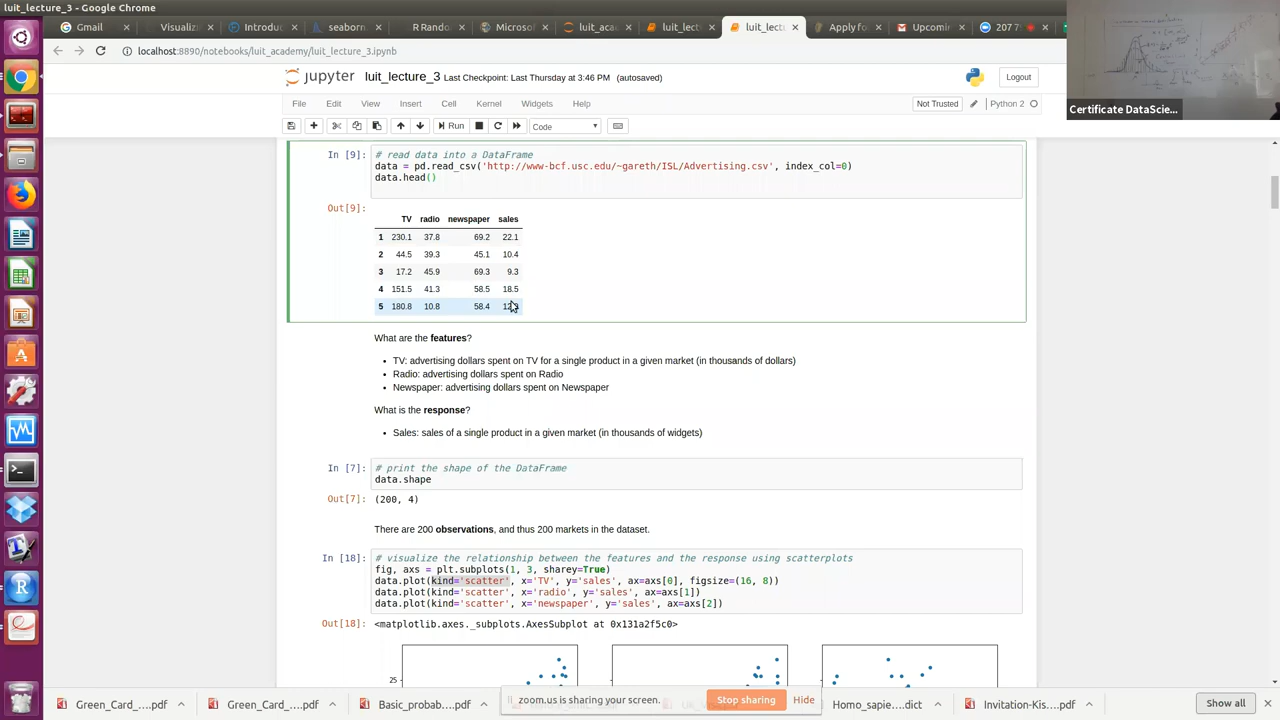 luit_lecture_3 - Google Chrome
Gmail
Visualiz
Introduc
seaborn
R Rando
Microsof
luit_aca
luit_lect
luit_lect
Apply fo
Upcomi
207 7
localhost:8890/notebooks/luit_academy/luit_lecture_3.ipynb
Certificate DataScie...
jupyter luit_lecture_3 Last Checkpoint: Last Thursday at 3:46 PM (autosaved)
Logout
File Edit View Insert Cell Kernel Widgets Help
Not Trusted
Python 2
Run
Code
In [9]:
# read data into a DataFrame
data = pd.read_csv('http://www-bcf.usc.edu/~gareth/ISL/Advertising.csv', index_col=0)
data.head()
Out[9]:
TV radio newspaper sales
1 230.1 37.8 69.2 22.1
2 44.5 39.3 45.1 10.4
3 17.2 45.9 69.3 9.3
4 151.5 41.3 58.5 18.5
5 180.8 10.8 58.4
What are the features?
• TV: advertising dollars spent on TV for a single product in a given market (in thousands of dollars)
• Radio: advertising dollars spent on Radio
• Newspaper: advertising dollars spent on Newspaper
What is the response?
• Sales: sales of a single product in a given market (in thousands of widgets)
In [7]:
# print the shape of the DataFrame
data.shape
Out[7]:
(200, 4)
There are 200 observations, and thus 200 markets in the dataset.
In [18]:
# visualize the relationship between the features and the response using scatterplots
fig, axs = plt.subplots(1, 3, sharey=True)
data.plot(kind='scatter', x='TV', y='sales', ax=axs[0], figsize=(16, 8))
data.plot(kind='scatter', x='radio', y='sales', ax=axs[1])
data.plot(kind='scatter', x='newspaper', y='sales', ax=axs[2])
Out[18]:
<matplotlib.axes._subplots.AxesSubplot at 0x131a2f5c0>
25
zoom.us is sharing your screen.
Stop sharing
Hide
Green_Card_....pdf
Green_Card_....pdf
Basic_probab....pdf
Homo_sapie....dict
Invitation-Kis....pdf
Show all